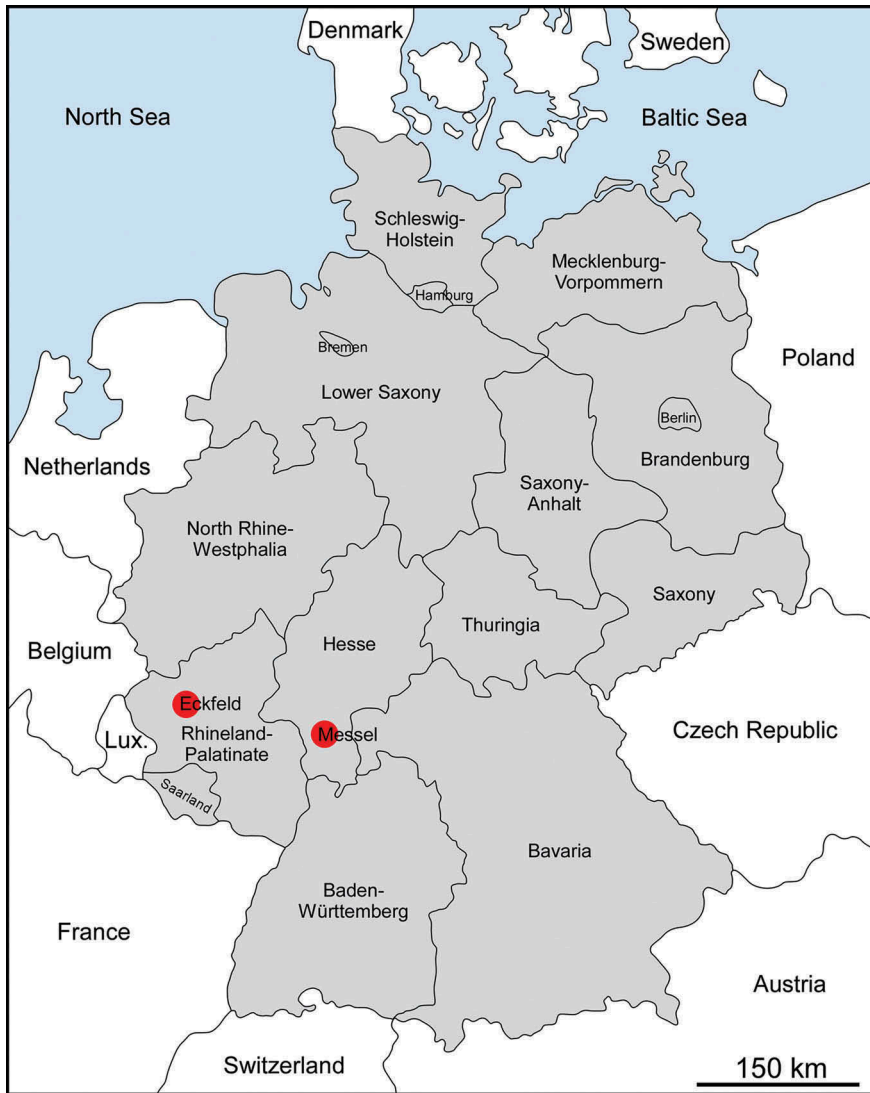 Denmark
Sweden
North Sea
Baltic Sea
Schleswig-
Holstein
Mecklenburg-
Vorpommern
Hamburg
Bremen
Poland
Lower Saxony
Berlin
Netherlands
Brandenburg
Saxony-
Anhalt
North Rhine-
Westphalia
Saxony
Thuringia
Hesse
Belgium
Eckfeld
Czech Republic
Rhineland-
Palatinate
Messel
Lux.
Saarland
Bavaria
Baden-
Württemberg
France
Austria
Switzerland
150 km